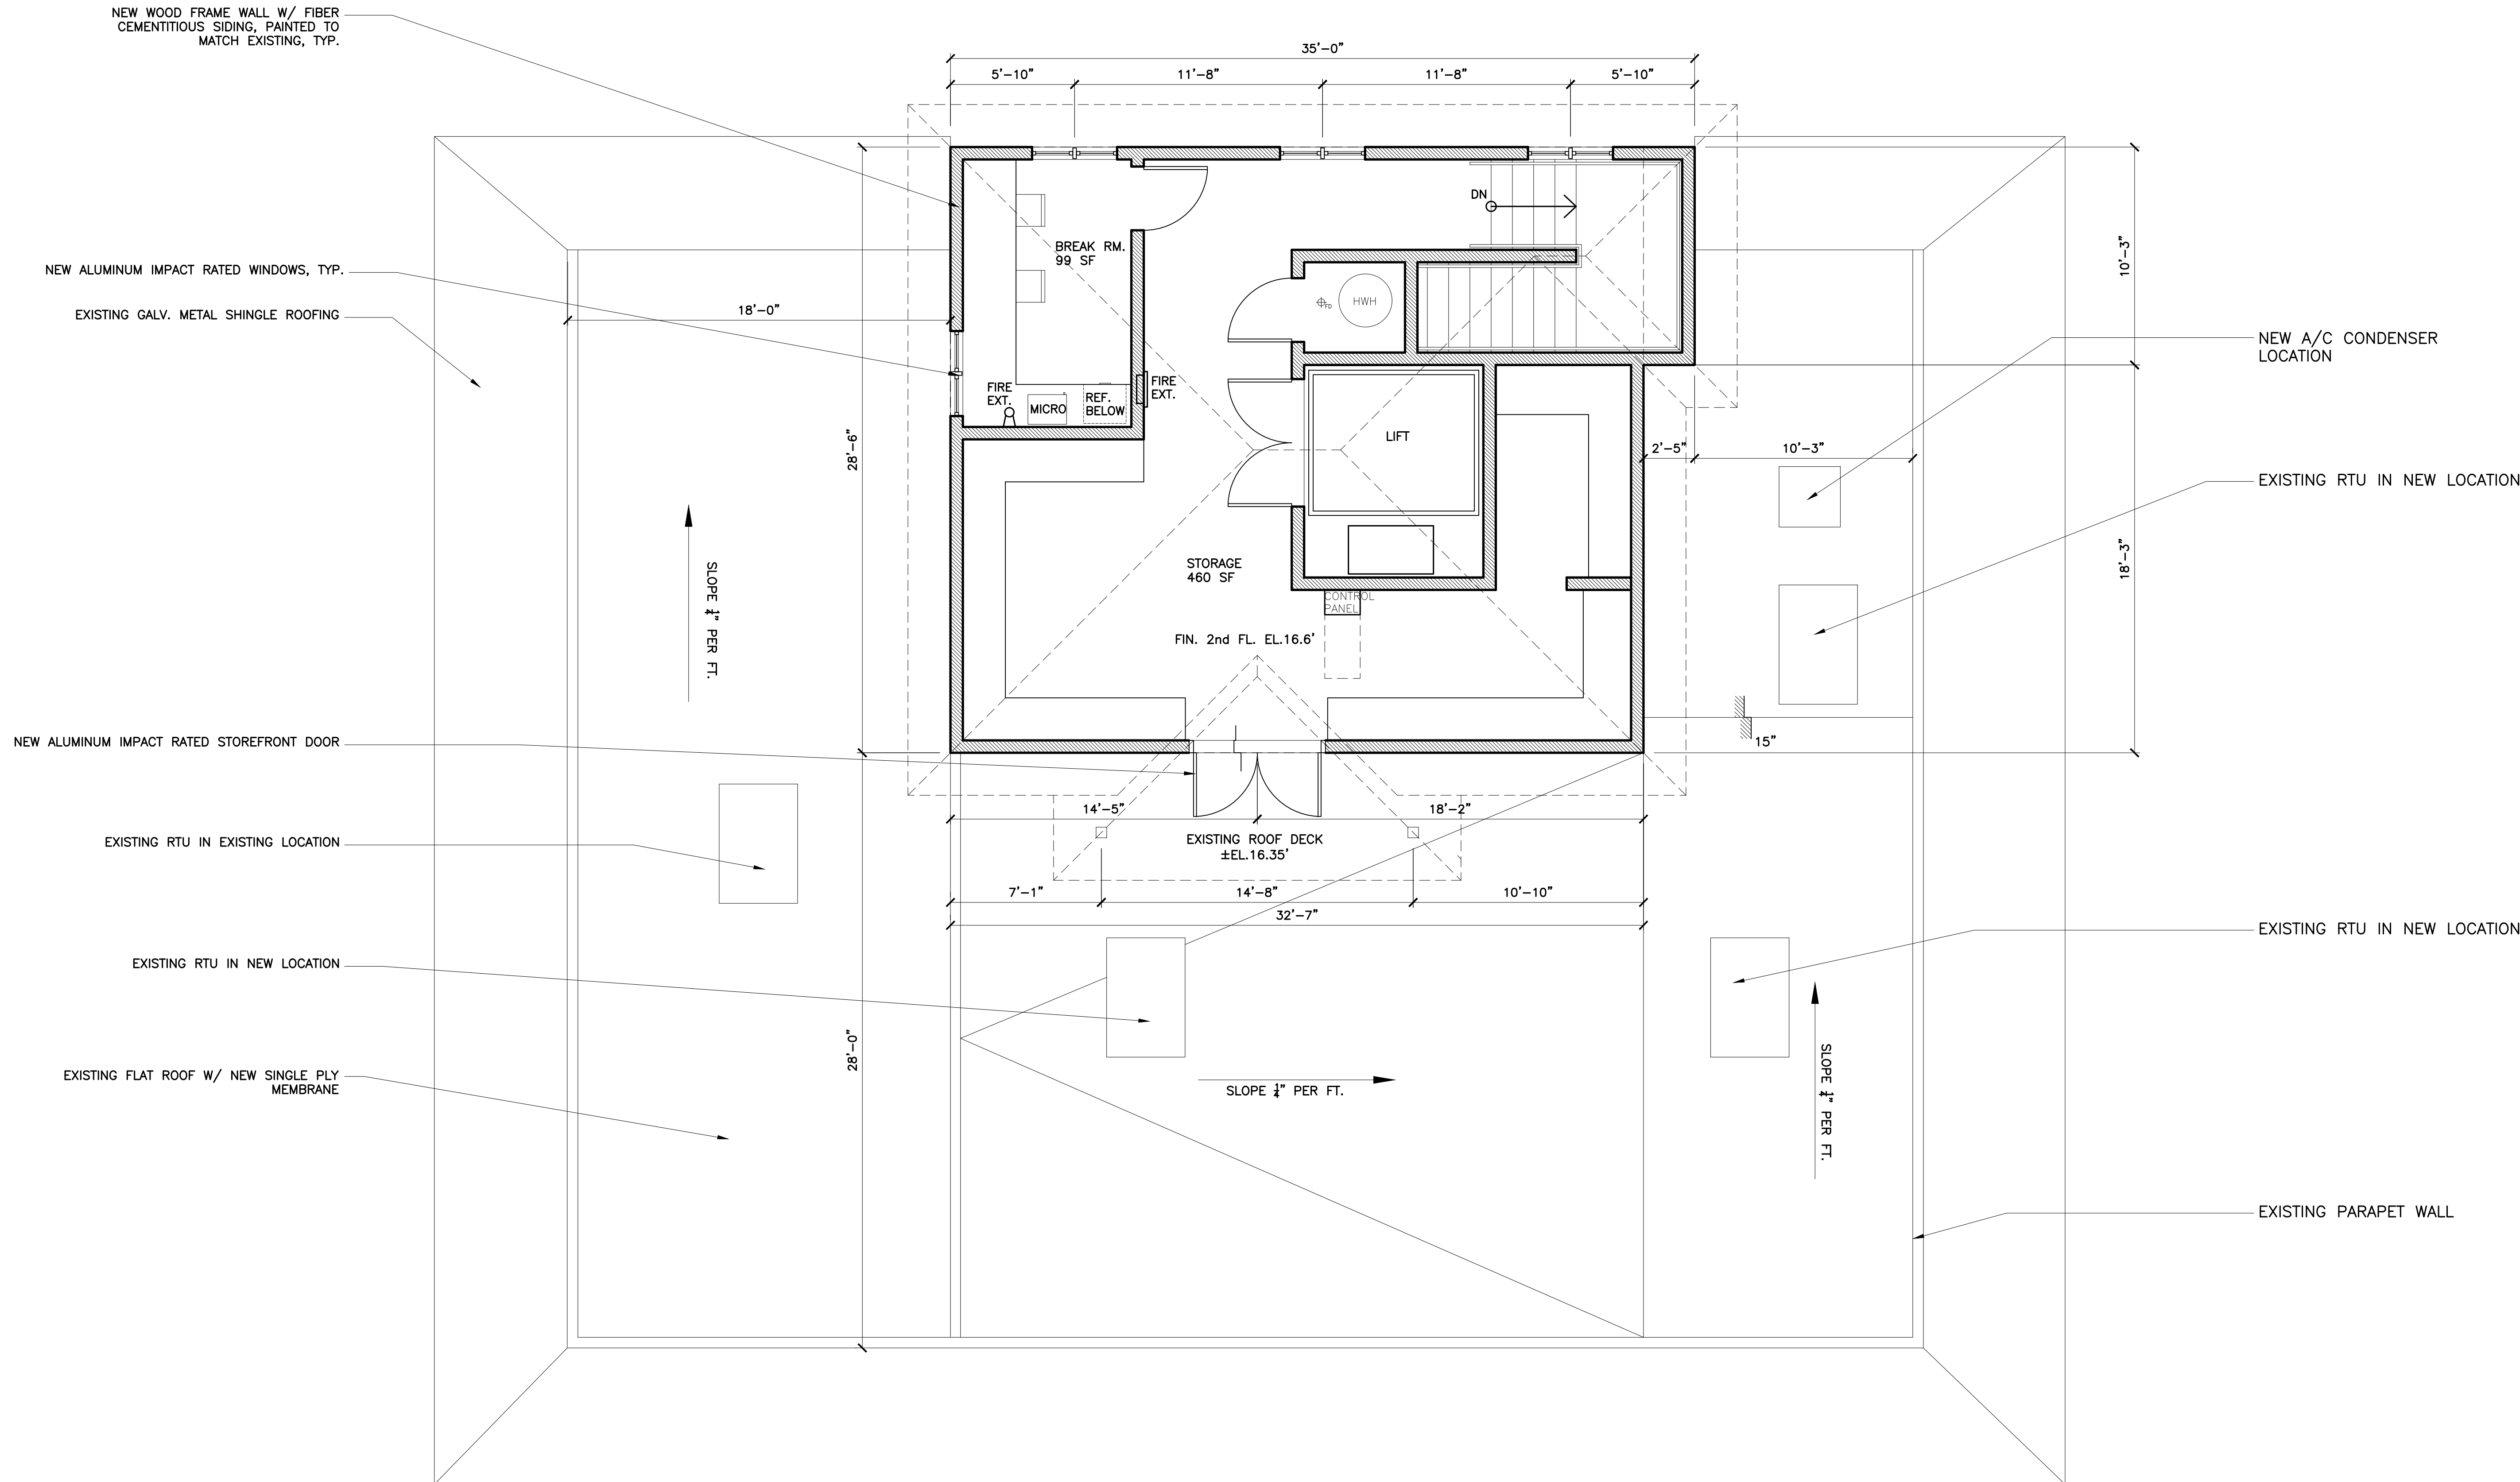 NEW WOOD FRAME WALL W/ FIBER
CEMENTITIOUS SIDING, PAINTED TO
MATCH EXISTING, TYP.
NEW ALUMINUM IMPACT RATED WINDOWS, TYP.
EXISTING GALV. METAL SHINGLE ROOFING
NEW ALUMINUM IMPACT RATED STOREFRONT DOOR
EXISTING RTU IN EXISTING LOCATION
EXISTING RTU IN NEW LOCATION
EXISTING FLAT ROOF W/ NEW SINGLE PLY
MEMBRANE
35'-0"
5'-10"
11'-8"
11'-8"
5'-10"
18'-0"
28'-6"
28'-0"
SLOPE 1/4" PER FT.
BREAK RM.
99 SF
DN
FD
HWH
FIRE
EXT.
MICRO
REF.
BELOW
FIRE
EXT.
LIFT
STORAGE
460 SF
CONTROL
PANEL
FIN. 2nd FL. EL.16.6'
14'-5"
18'-2"
EXISTING ROOF DECK
±EL.16.35'
7'-1"
14'-8"
10'-10"
32'-7"
SLOPE 1/4" PER FT.
2'-5"
10'-3"
15"
10'-3"
18'-3"
SLOPE 1/4" PER FT.
NEW A/C CONDENSER
LOCATION
EXISTING RTU IN NEW LOCATION
EXISTING RTU IN NEW LOCATION
EXISTING PARAPET WALL